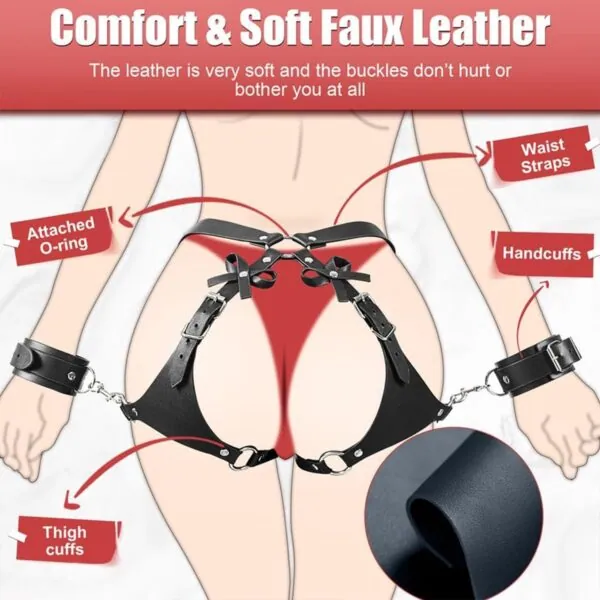 Comfort & Soft Faux Leather
The leather is very soft and the buckles don't hurt or
bother you at all
Waist
Straps
Attached
O-ring
Handcuffs
Thigh
cuffs